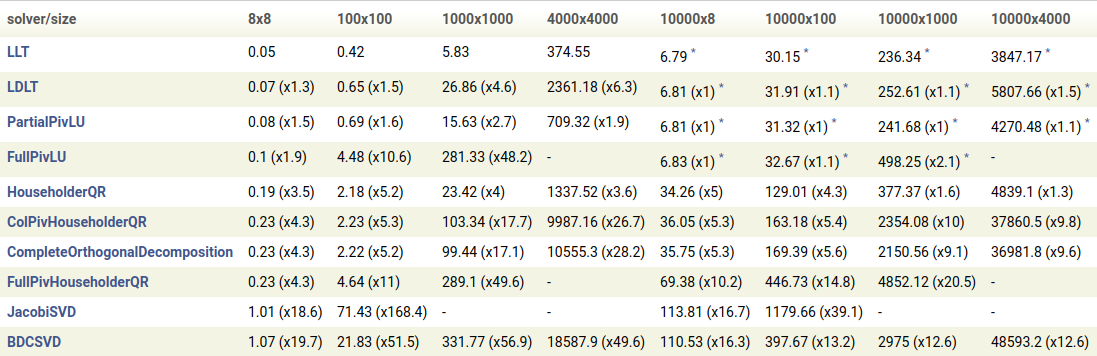 solver/size 8x8 100x100 1000x1000 4000x4000 10000x8 10000x100 10000x1000 10000x4000
LLT 0.05 0.42 5.83 374.55 6.79 * 30.15 * 236.34 * 3847.17 *
LDLT 0.07 (x1.3) 0.65 (x1.5) 26.86 (x4.6) 2361.18 (x6.3) 6.81 (x1) * 31.91 (x1.1) * 252.61 (x1.1) * 5807.66 (x1.5) *
PartialPivLU 0.08 (x1.5) 0.69 (x1.6) 15.63 (x2.7) 709.32 (x1.9) 6.81 (x1) * 31.32 (x1) * 241.68 (x1) * 4270.48 (x1.1) *
FullPivLU 0.1 (x1.9) 4.48 (x10.6) 281.33 (x48.2) - 6.83 (x1) * 32.67 (x1.1) * 498.25 (x2.1) * -
HouseholderQR 0.19 (x3.5) 2.18 (x5.2) 23.42 (x4) 1337.52 (x3.6) 34.26 (x5) 129.01 (x4.3) 377.37 (x1.6) 4839.1 (x1.3)
ColPivHouseholderQR 0.23 (x4.3) 2.23 (x5.3) 103.34 (x17.7) 9987.16 (x26.7) 36.05 (x5.3) 163.18 (x5.4) 2354.08 (x10) 37860.5 (x9.8)
CompleteOrthogonalDecomposition 0.23 (x4.3) 2.22 (x5.2) 99.44 (x17.1) 10555.3 (x28.2) 35.75 (x5.3) 169.39 (x5.6) 2150.56 (x9.1) 36981.8 (x9.6)
FullPivHouseholderQR 0.23 (x4.3) 4.64 (x11) 289.1 (x49.6) - 69.38 (x10.2) 446.73 (x14.8) 4852.12 (x20.5) -
JacobiSVD 1.01 (x18.6) 71.43 (x168.4) - - 113.81 (x16.7) 1179.66 (x39.1) - -
BDCSVD 1.07 (x19.7) 21.83 (x51.5) 331.77 (x56.9) 18587.9 (x49.6) 110.53 (x16.3) 397.67 (x13.2) 2975 (x12.6) 48593.2 (x12.6)